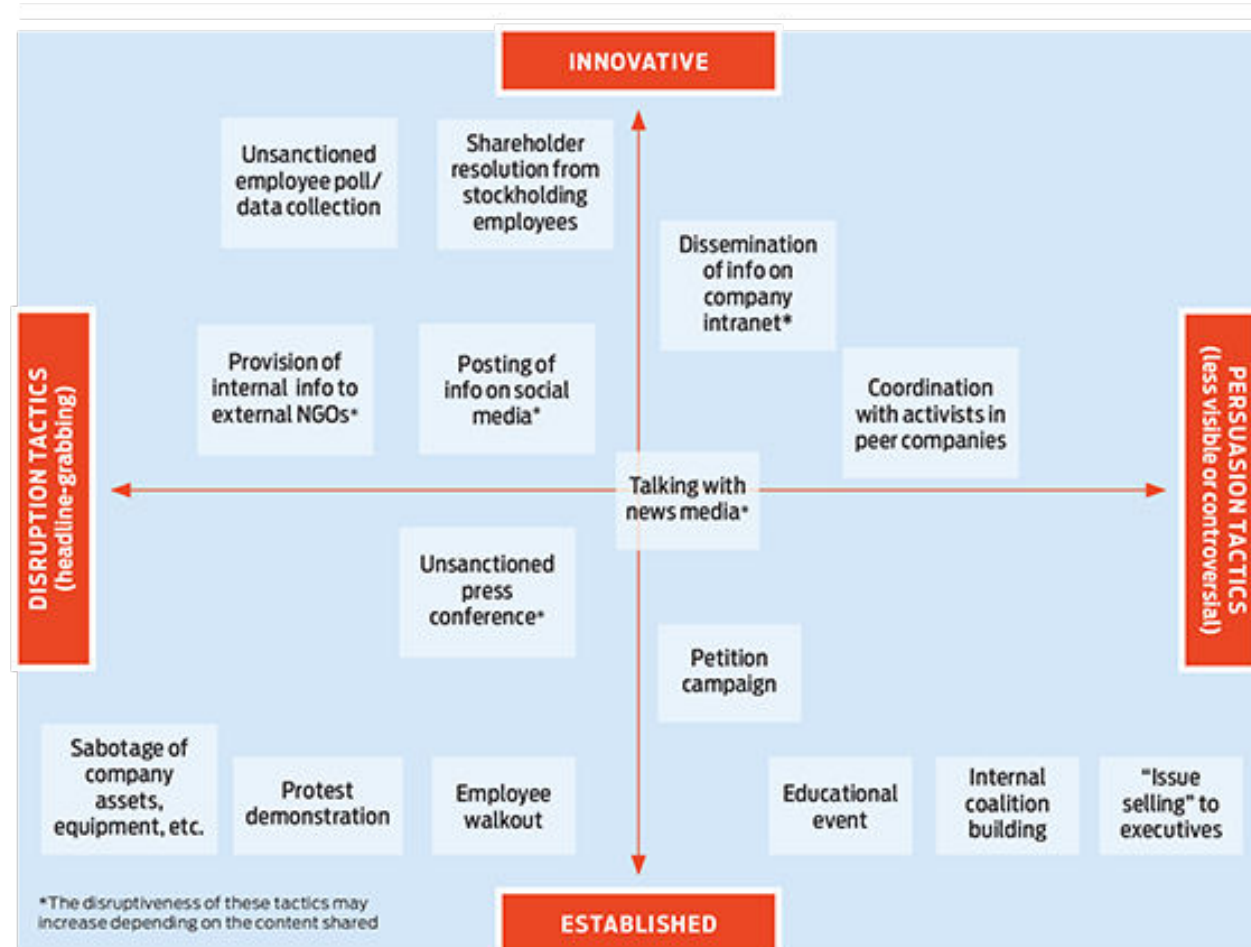 INNOVATIVE
Unsanctioned
employee poll/
data collection
Shareholder
resolution from
stockholding
employees
Dissemination
of info on
company
intranet*
DISRUPTION TACTICS
(headline-grabbing)
Provision of
internal info to
external NGOs*
Posting of
info on social
media*
Coordination
with activists in
peer companies
PERSUASION TACTICS
(less visible or controversial)
Talking with
news media*
Unsanctioned
press
conference*
Petition
campaign
Sabotage of
company
assets,
equipment, etc.
Protest
demonstration
Employee
walkout
Educational
event
Internal
coalition
building
“Issue
selling” to
executives
*The disruptiveness of these tactics may
increase depending on the content shared
ESTABLISHED